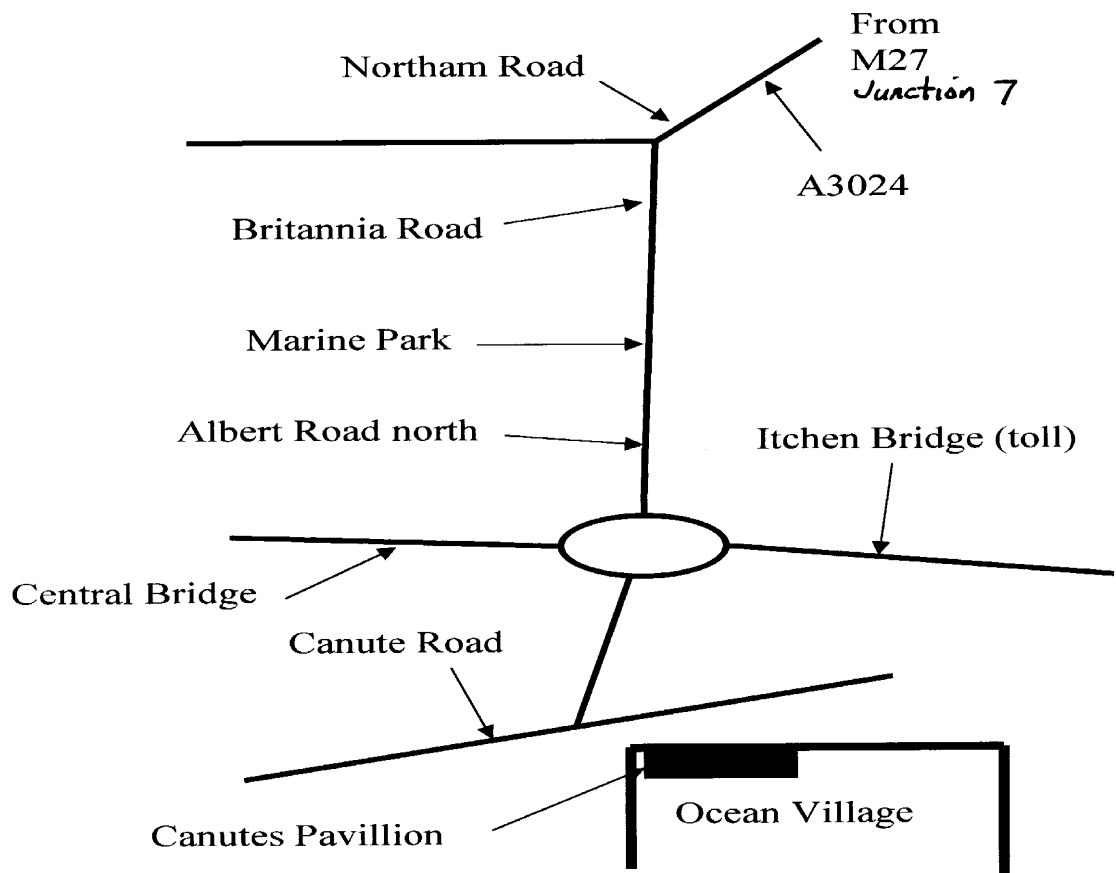 From
M27
Junction 7
Northam Road
A3024
Britannia Road
Marine Park
Albert Road north
Itchen Bridge (toll)
Central Bridge
Canute Road
Ocean Village
Canutes Pavillion